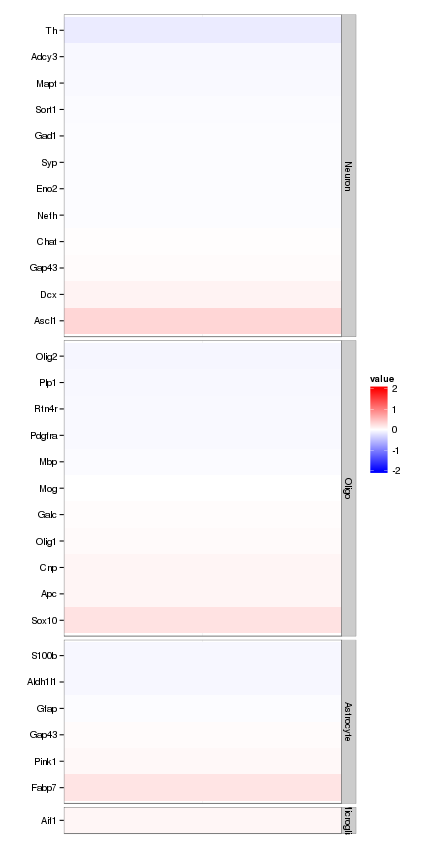 Th
Adcy3
Mapt
Sort1
Gad1
Syp
Eno2
Nefh
Chat
Gap43
Dcx
Ascl1
Neuron
Olig2
Plp1
Rtn4r
Pdgfra
Mbp
Mog
Galc
Olig1
Cnp
Apc
Sox10
Oligo
S100b
Aldh1l1
Gfap
Gap43
Pink1
Fabp7
Astrocyte
Aif1
value
2
1
0
-1
-2